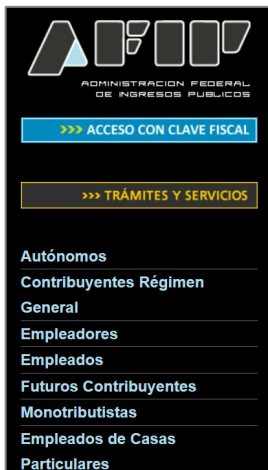 AFIP
ADMINISTRACION FEDERAL
DE INGRESOS PUBLICOS
>>> ACCESO CON CLAVE FISCAL
>>> TRÁMITES Y SERVICIOS
Autónomos
Contribuyentes Régimen
General
Empleadores
Empleados
Futuros Contribuyentes
Monotributistas
Empleados de Casas
Particulares